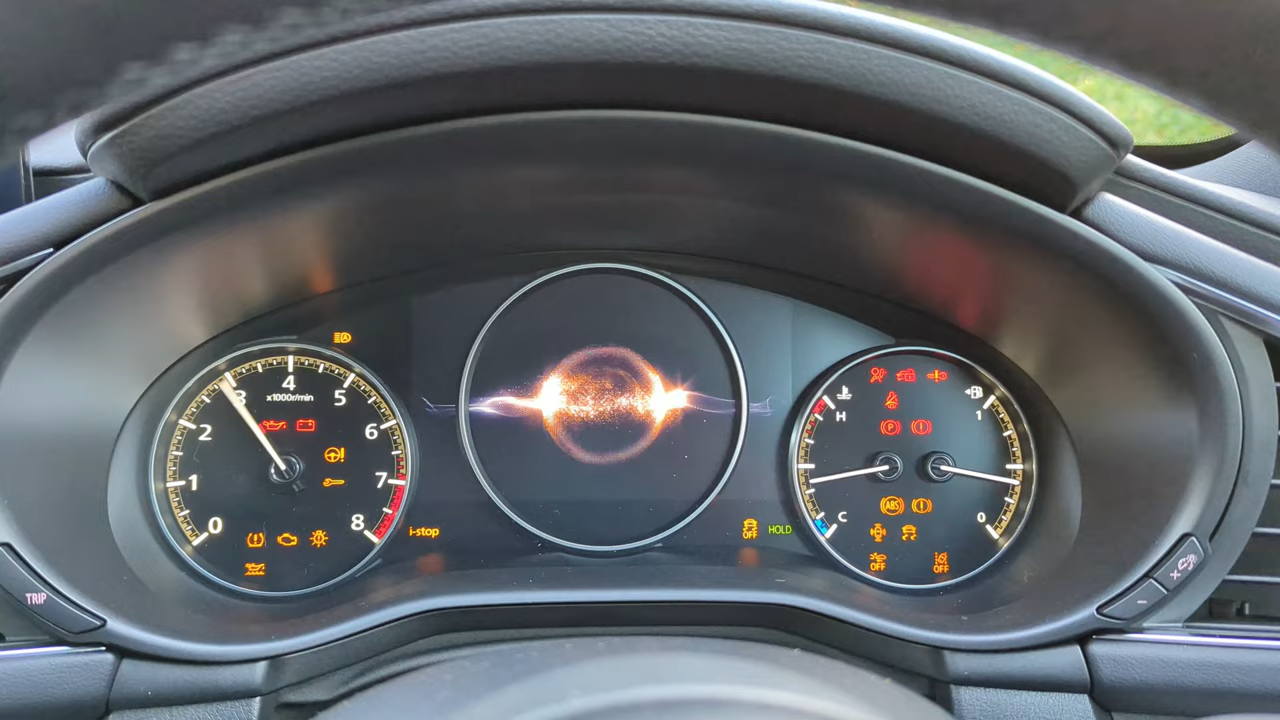 4
3
x1000r/min
5
2
6
1
7
0
8
i-stop
TRIP
OFF
HOLD
H
1
P
ABS
C
0
OFF
OFF
A